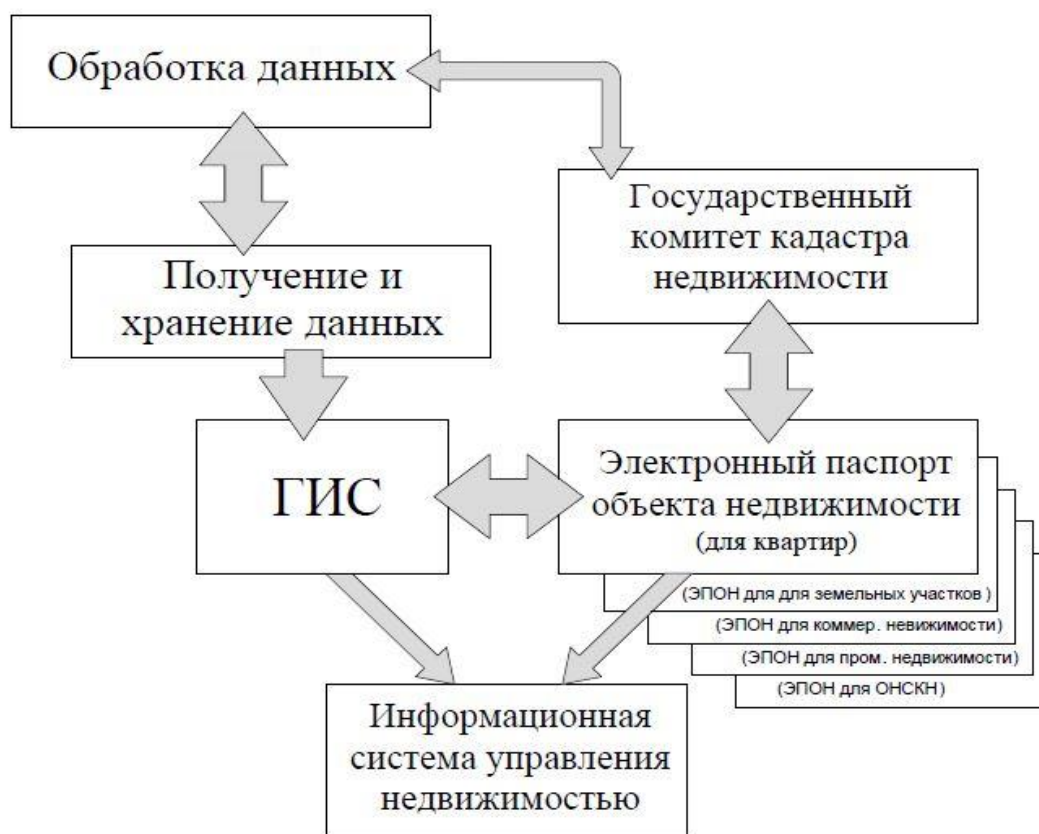 Обработка данных
Государственный
комитет кадастра
недвижимости
Получение и
хранение данных
ГИС
Электронный паспорт
объекта недвижимости
(для квартир)
(ЭПОН для для земельных участков )
(ЭПОН для коммер. невижимости)
(ЭПОН для пром. недвижимости)
(ЭПОН для ОНСКН)
Информационная
система управления
недвижимостью